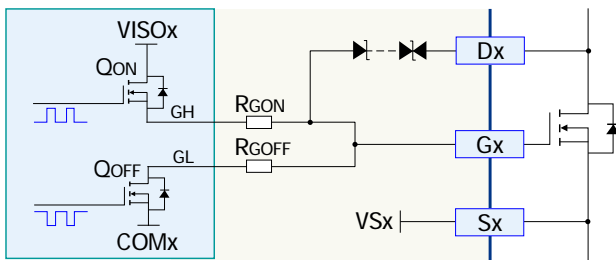 VISOx
QON
GH
RGON
Dx
GL
RGOFF
Gx
QOFF
VSx
Sx
COMx